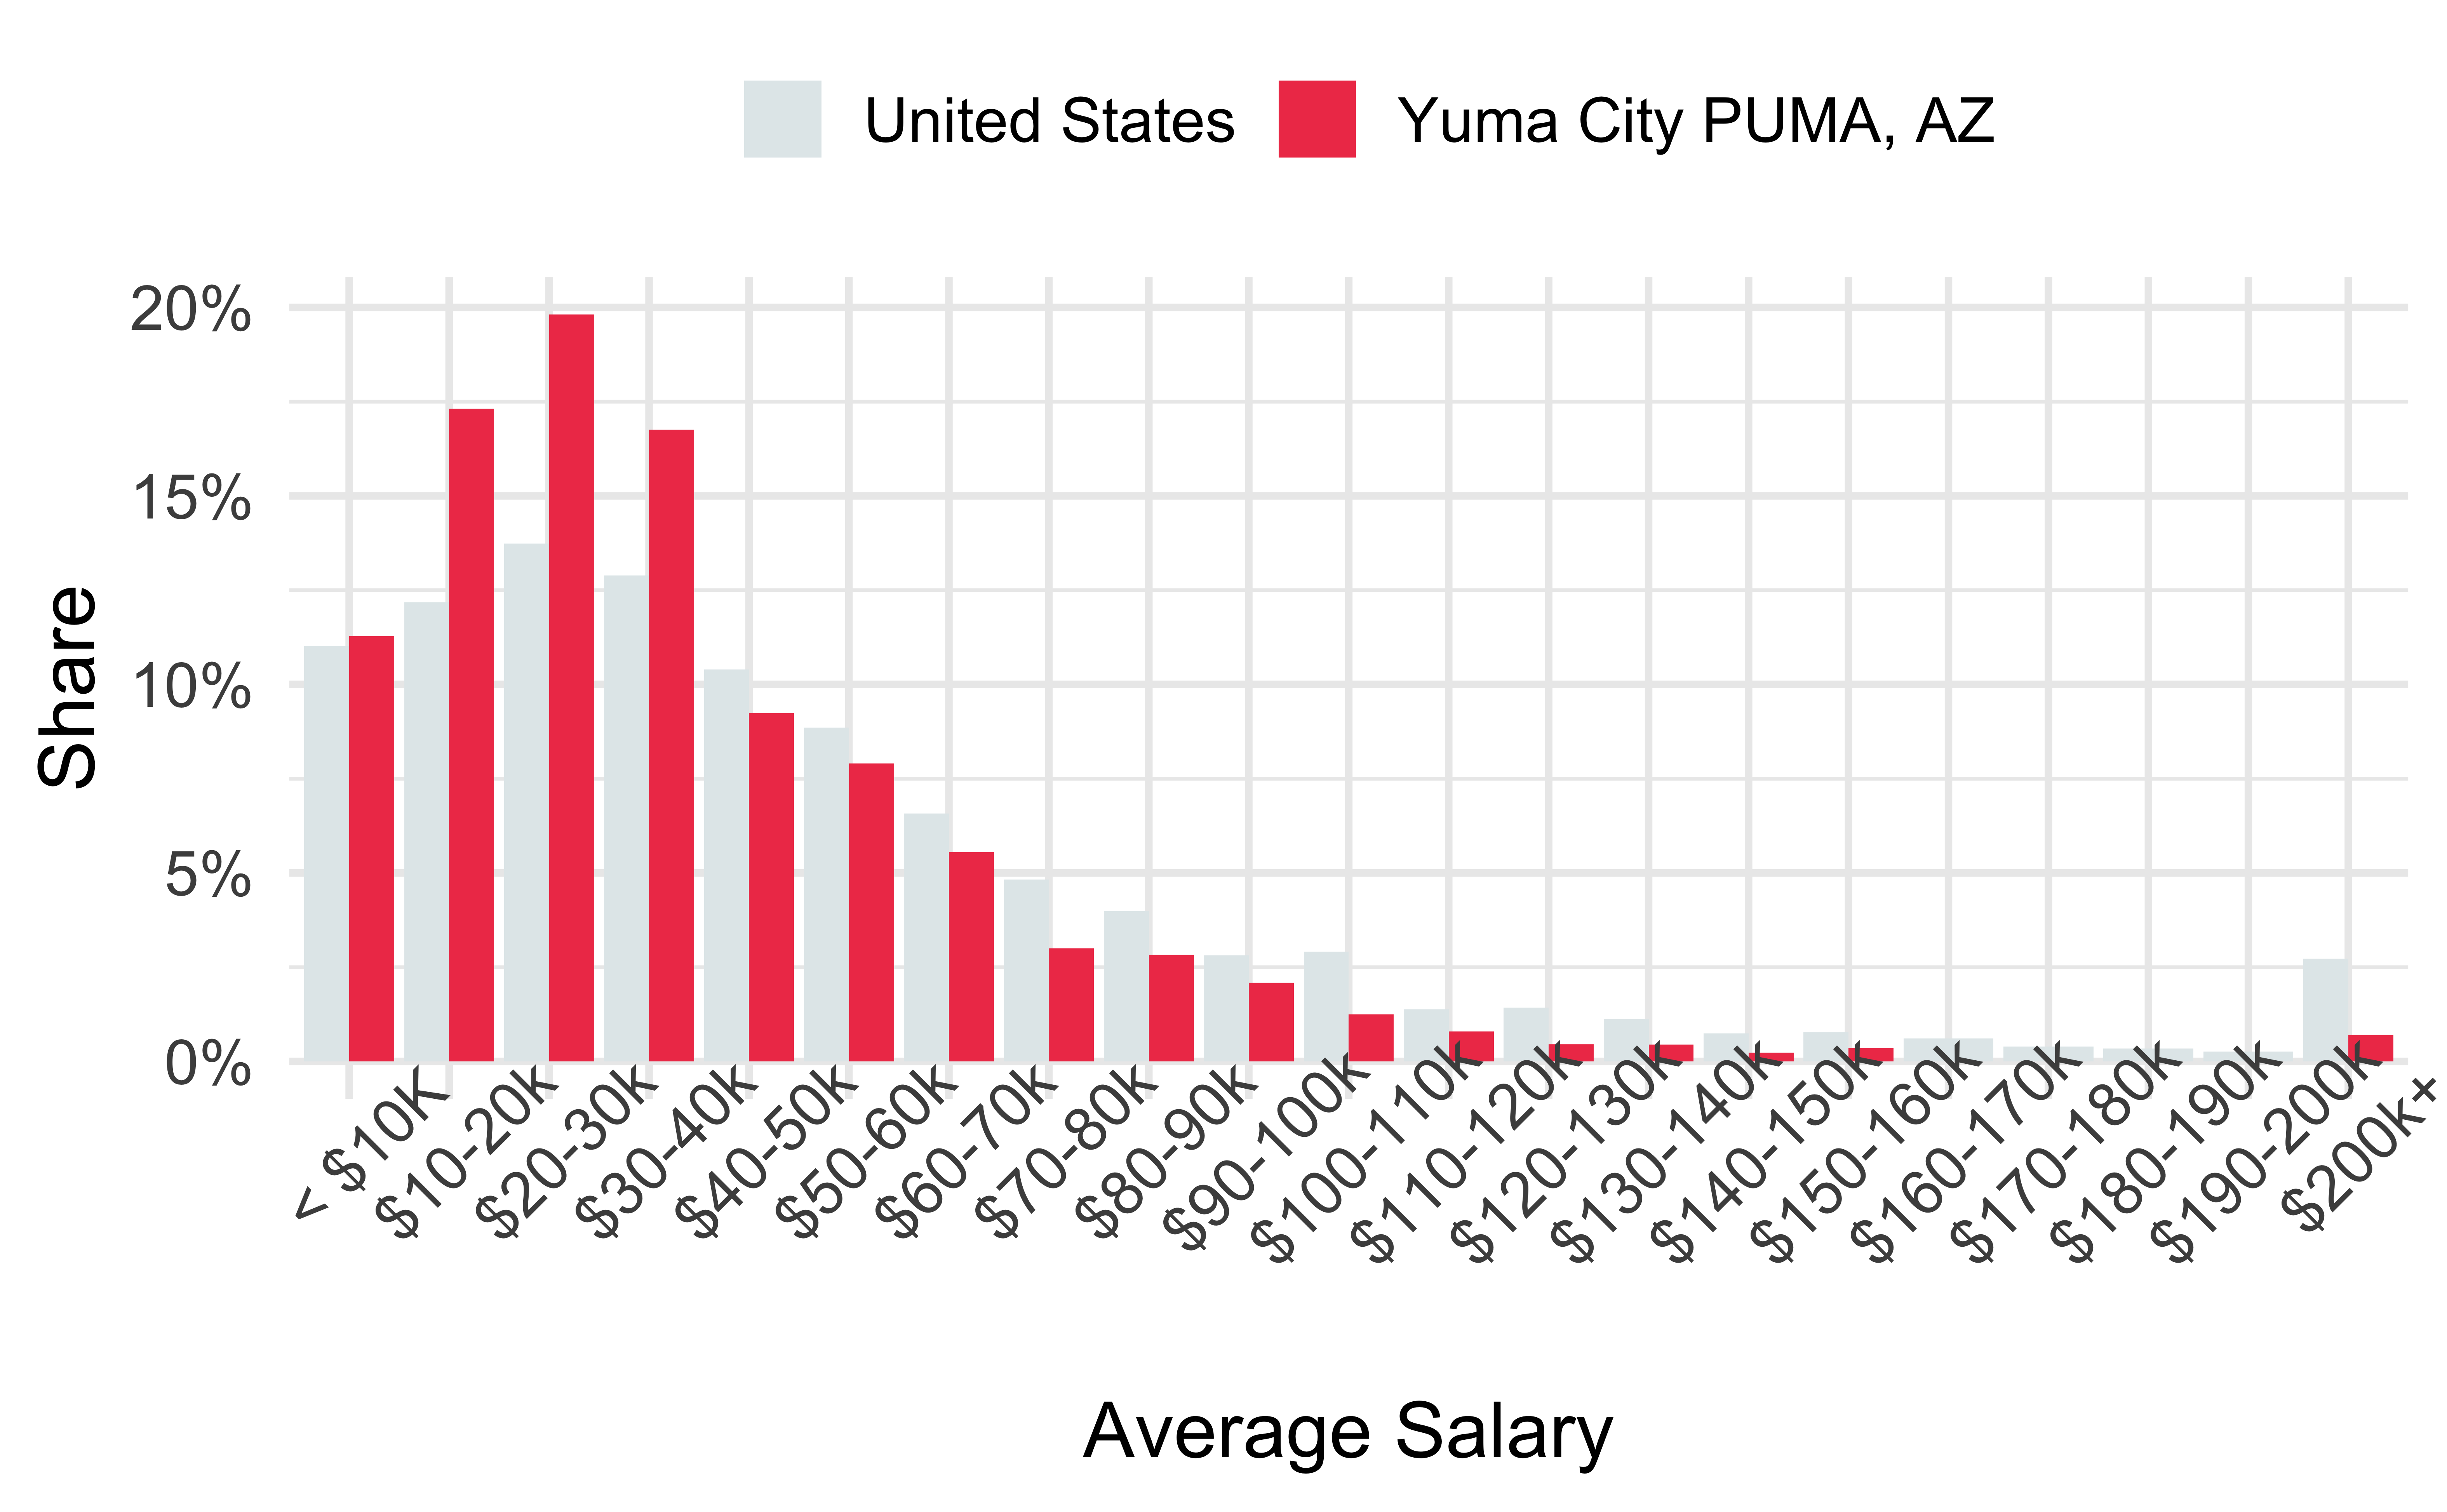 United States Yuma City PUMA, AZ
20%
15%
10%
5%
0%
Share
< $10K
$10-20K
$20-30K
$30-40K
$40-50K
$50-60K
$60-70K
$70-80K
$80-90K
$90-100K
$100-110K
$110-120K
$120-130K
$130-140K
$140-150K
$150-160K
$160-170K
$170-180K
$180-190K
$190-200K
$200K+
Average Salary